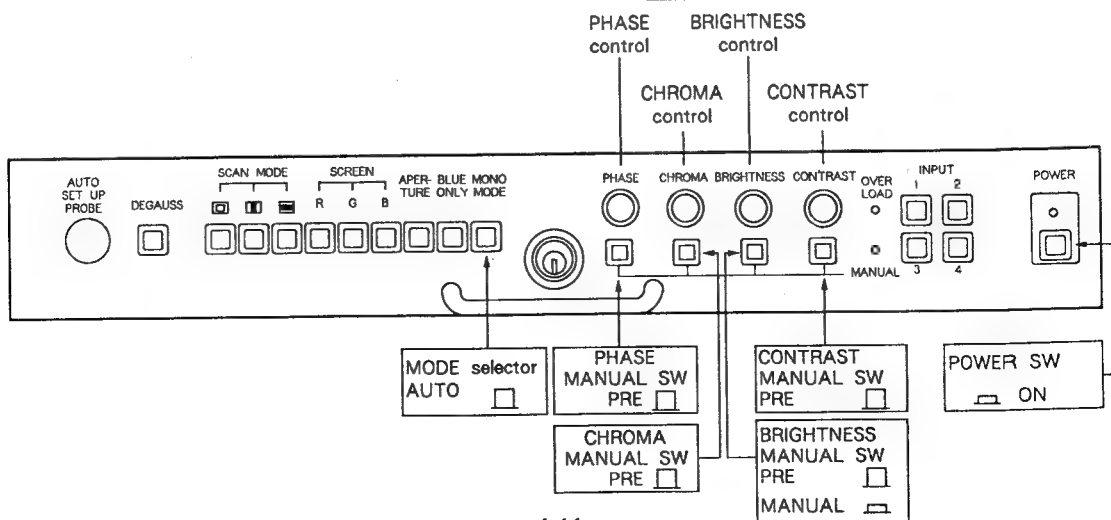 PHASE
control
BRIGHTNESS
control
CHROMA
control
CONTRAST
control
AUTO
SET UP
PROBE
DEGAUSS
SCAN MODE
SCREEN
R G B
APER- BLUE MONO
TURE ONLY MODE
PHASE CHROMA BRIGHTNESS CONTRAST
OVER
LOAD
MANUAL
INPUT
1 2
3 4
POWER
MODE selector
AUTO
PHASE
MANUAL SW
PRE
CHROMA
MANUAL SW
PRE
CONTRAST
MANUAL SW
PRE
BRIGHTNESS
MANUAL SW
PRE
MANUAL
POWER SW
ON